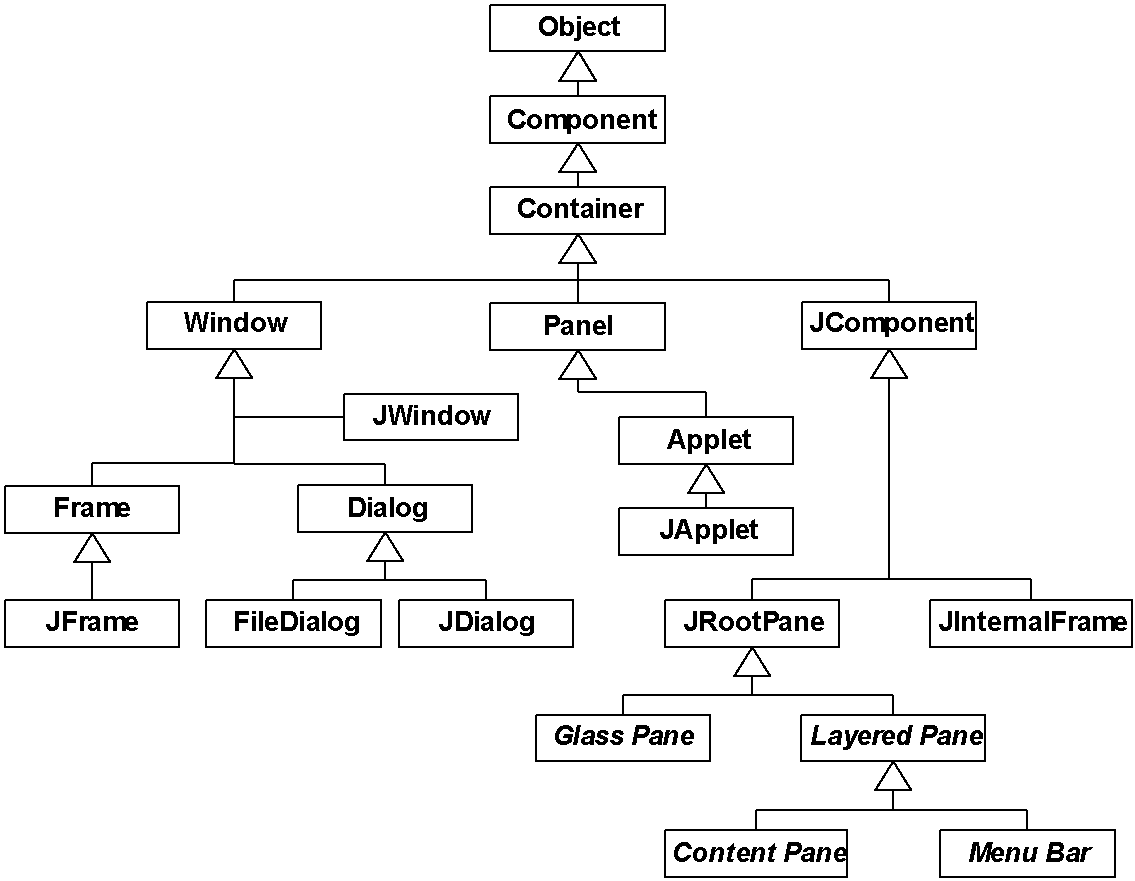 Object
Component
Container
Window
Panel
JComponent
JWindow
Applet
Frame
Dialog
JApplet
JFrame
FileDialog
JDialog
JRootPane
JInternalFrame
Glass Pane
Layered Pane
Content Pane
Menu Bar